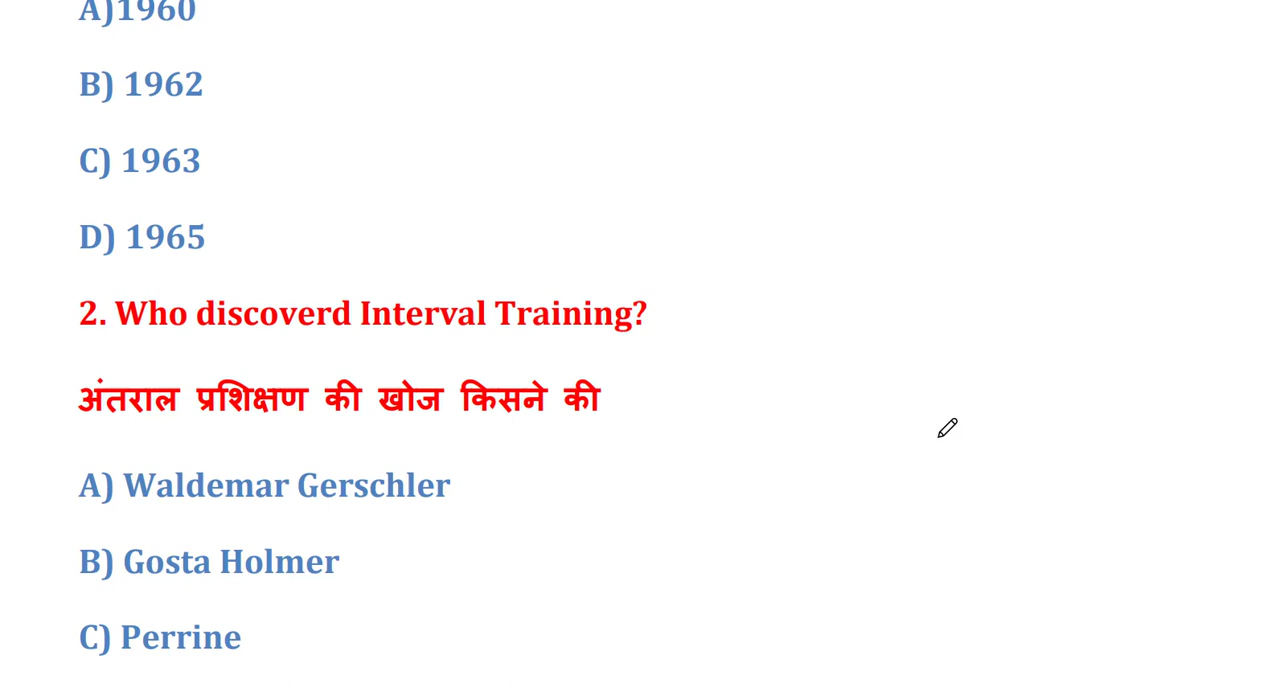 A)1960
B) 1962
C) 1963
D) 1965
2. Who discoverd Interval Training?
अंतराल प्रशिक्षण की खोज किसने की
A) Waldemar Gerschler
B) Gosta Holmer
C) Perrine